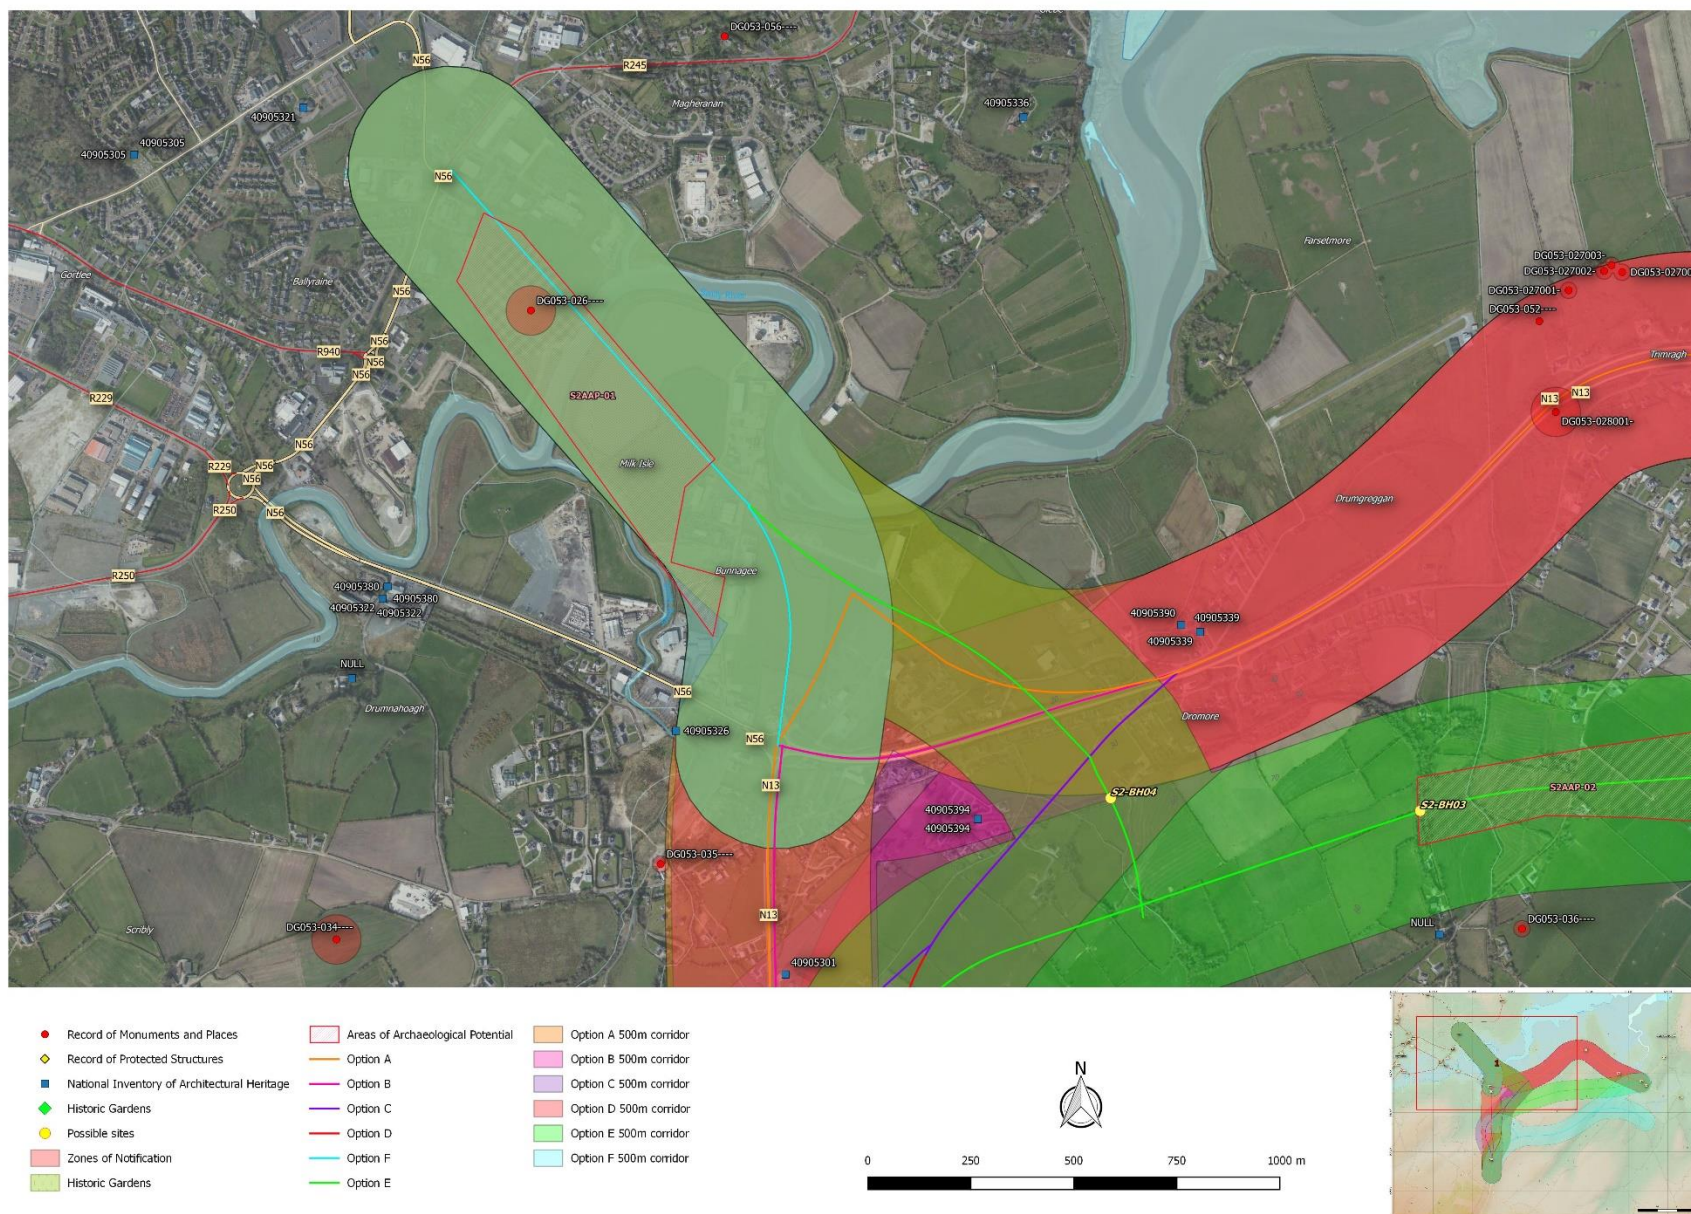 DG053-056----
N56
R245
Magheranan
40905321
40905336
40905305
40905305
N56
Farsetmore
DG053-027003-
DG053-027002-
DG053-027001-
DG053-052----
Gortlee
Ballyraine
N56
DG053-026----
N56
R940
N56
N56
Trimragh
N13
N13
DG053-028001-
R229
S2AAP-01
N56
Milk Isle
R229
N56
N56
R250
N56
Drumgreggan
R250
Bunnagee
40905380
40905380
40905322
40905322
40905390
40905339
40905339
NULL
N56
Drumnahoagh
Dromore
40905326
N56
N13
S2-BH04
S2AAP-02
S2-BH03
40905394
40905394
DG053-035----
N13
DG053-034----
Scribly
NULL
DG053-036----
40905301
Record of Monuments and Places
Record of Protected Structures
National Inventory of Architectural Heritage
Historic Gardens
Possible sites
Zones of Notification
Historic Gardens
Areas of Archaeological Potential
Option A
Option B
Option C
Option D
Option F
Option E
Option A 500m corridor
Option B 500m corridor
Option C 500m corridor
Option D 500m corridor
Option E 500m corridor
Option F 500m corridor
N
0 250 500 750 1000 m
1